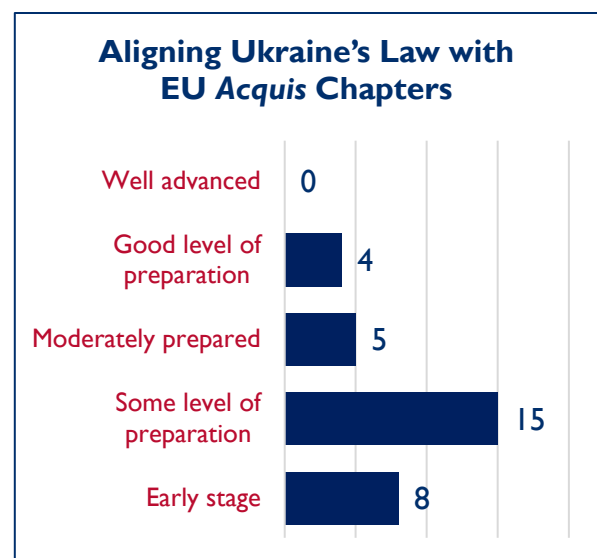 Aligning Ukraine’s Law with
EU Acquis Chapters
Well advanced
0
Good level of
preparation
4
Moderately prepared
5
Some level of
preparation
15
Early stage
8